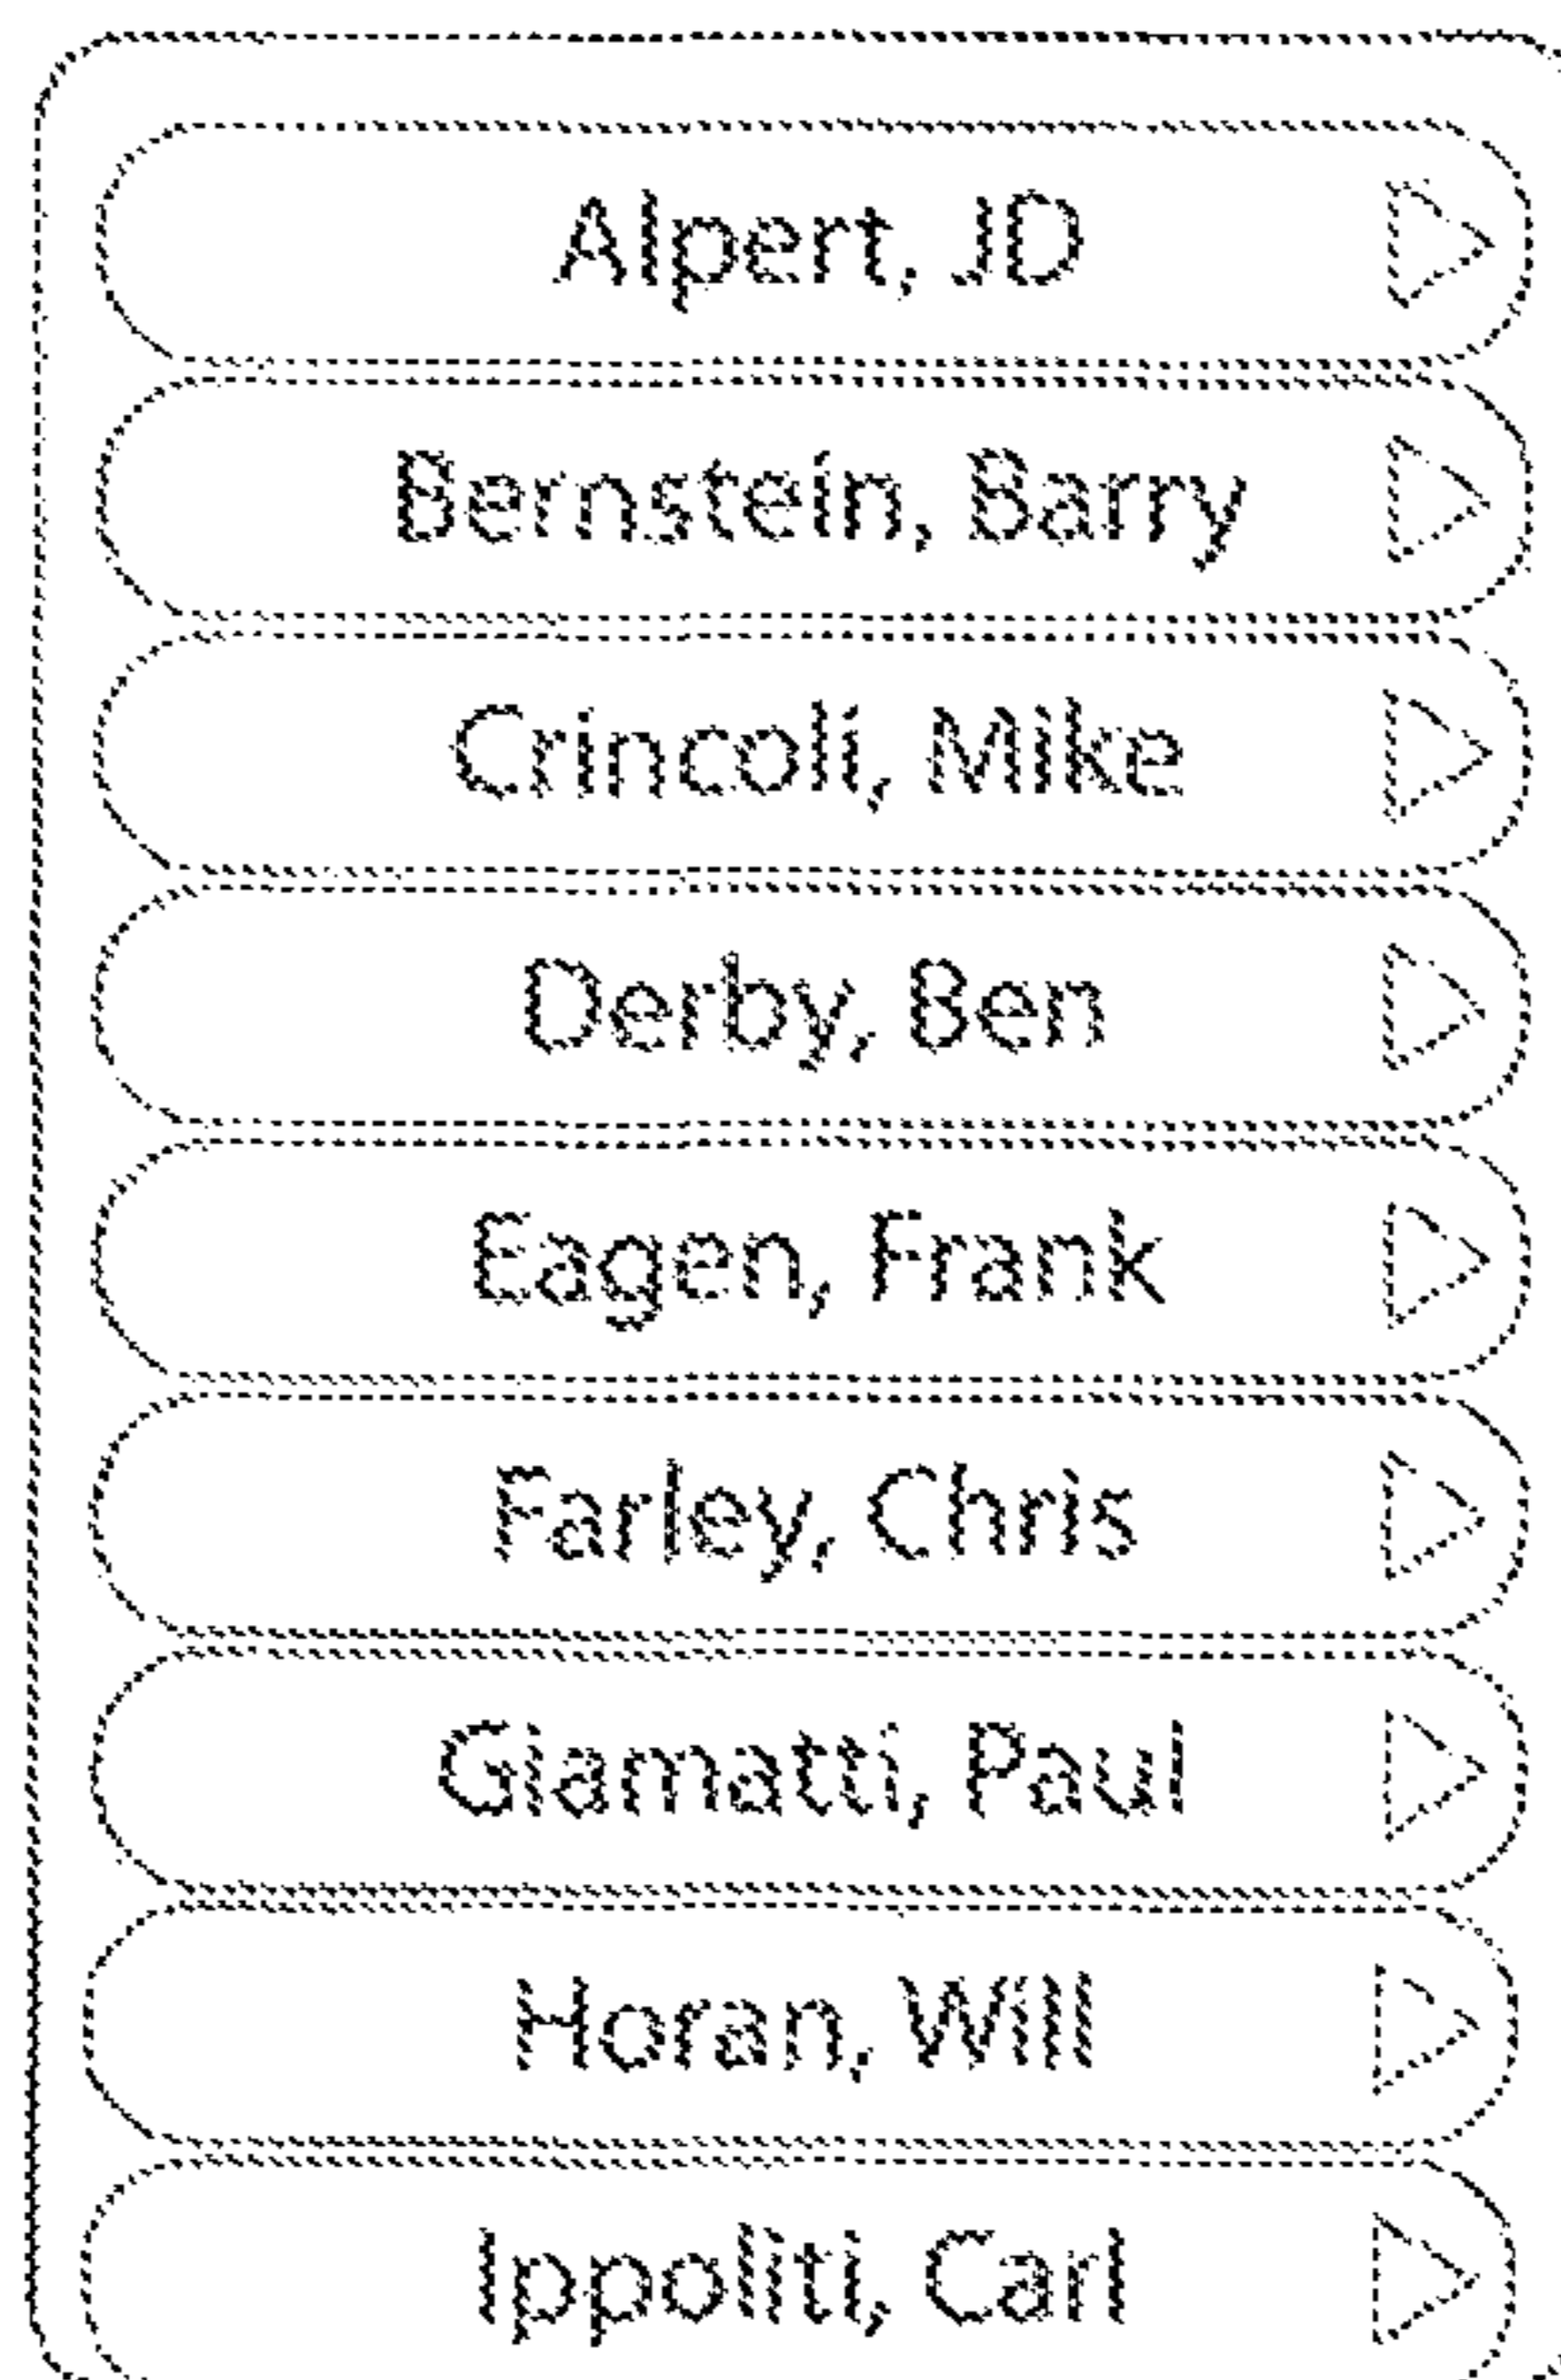 Alpert, JD
Bernstein, Barry
Crincoli, Mike
Derby, Ben
Eagen, Frank
Farley, Chris
Giamatti, Paul
Horan, Will
Ippoliti, Carl